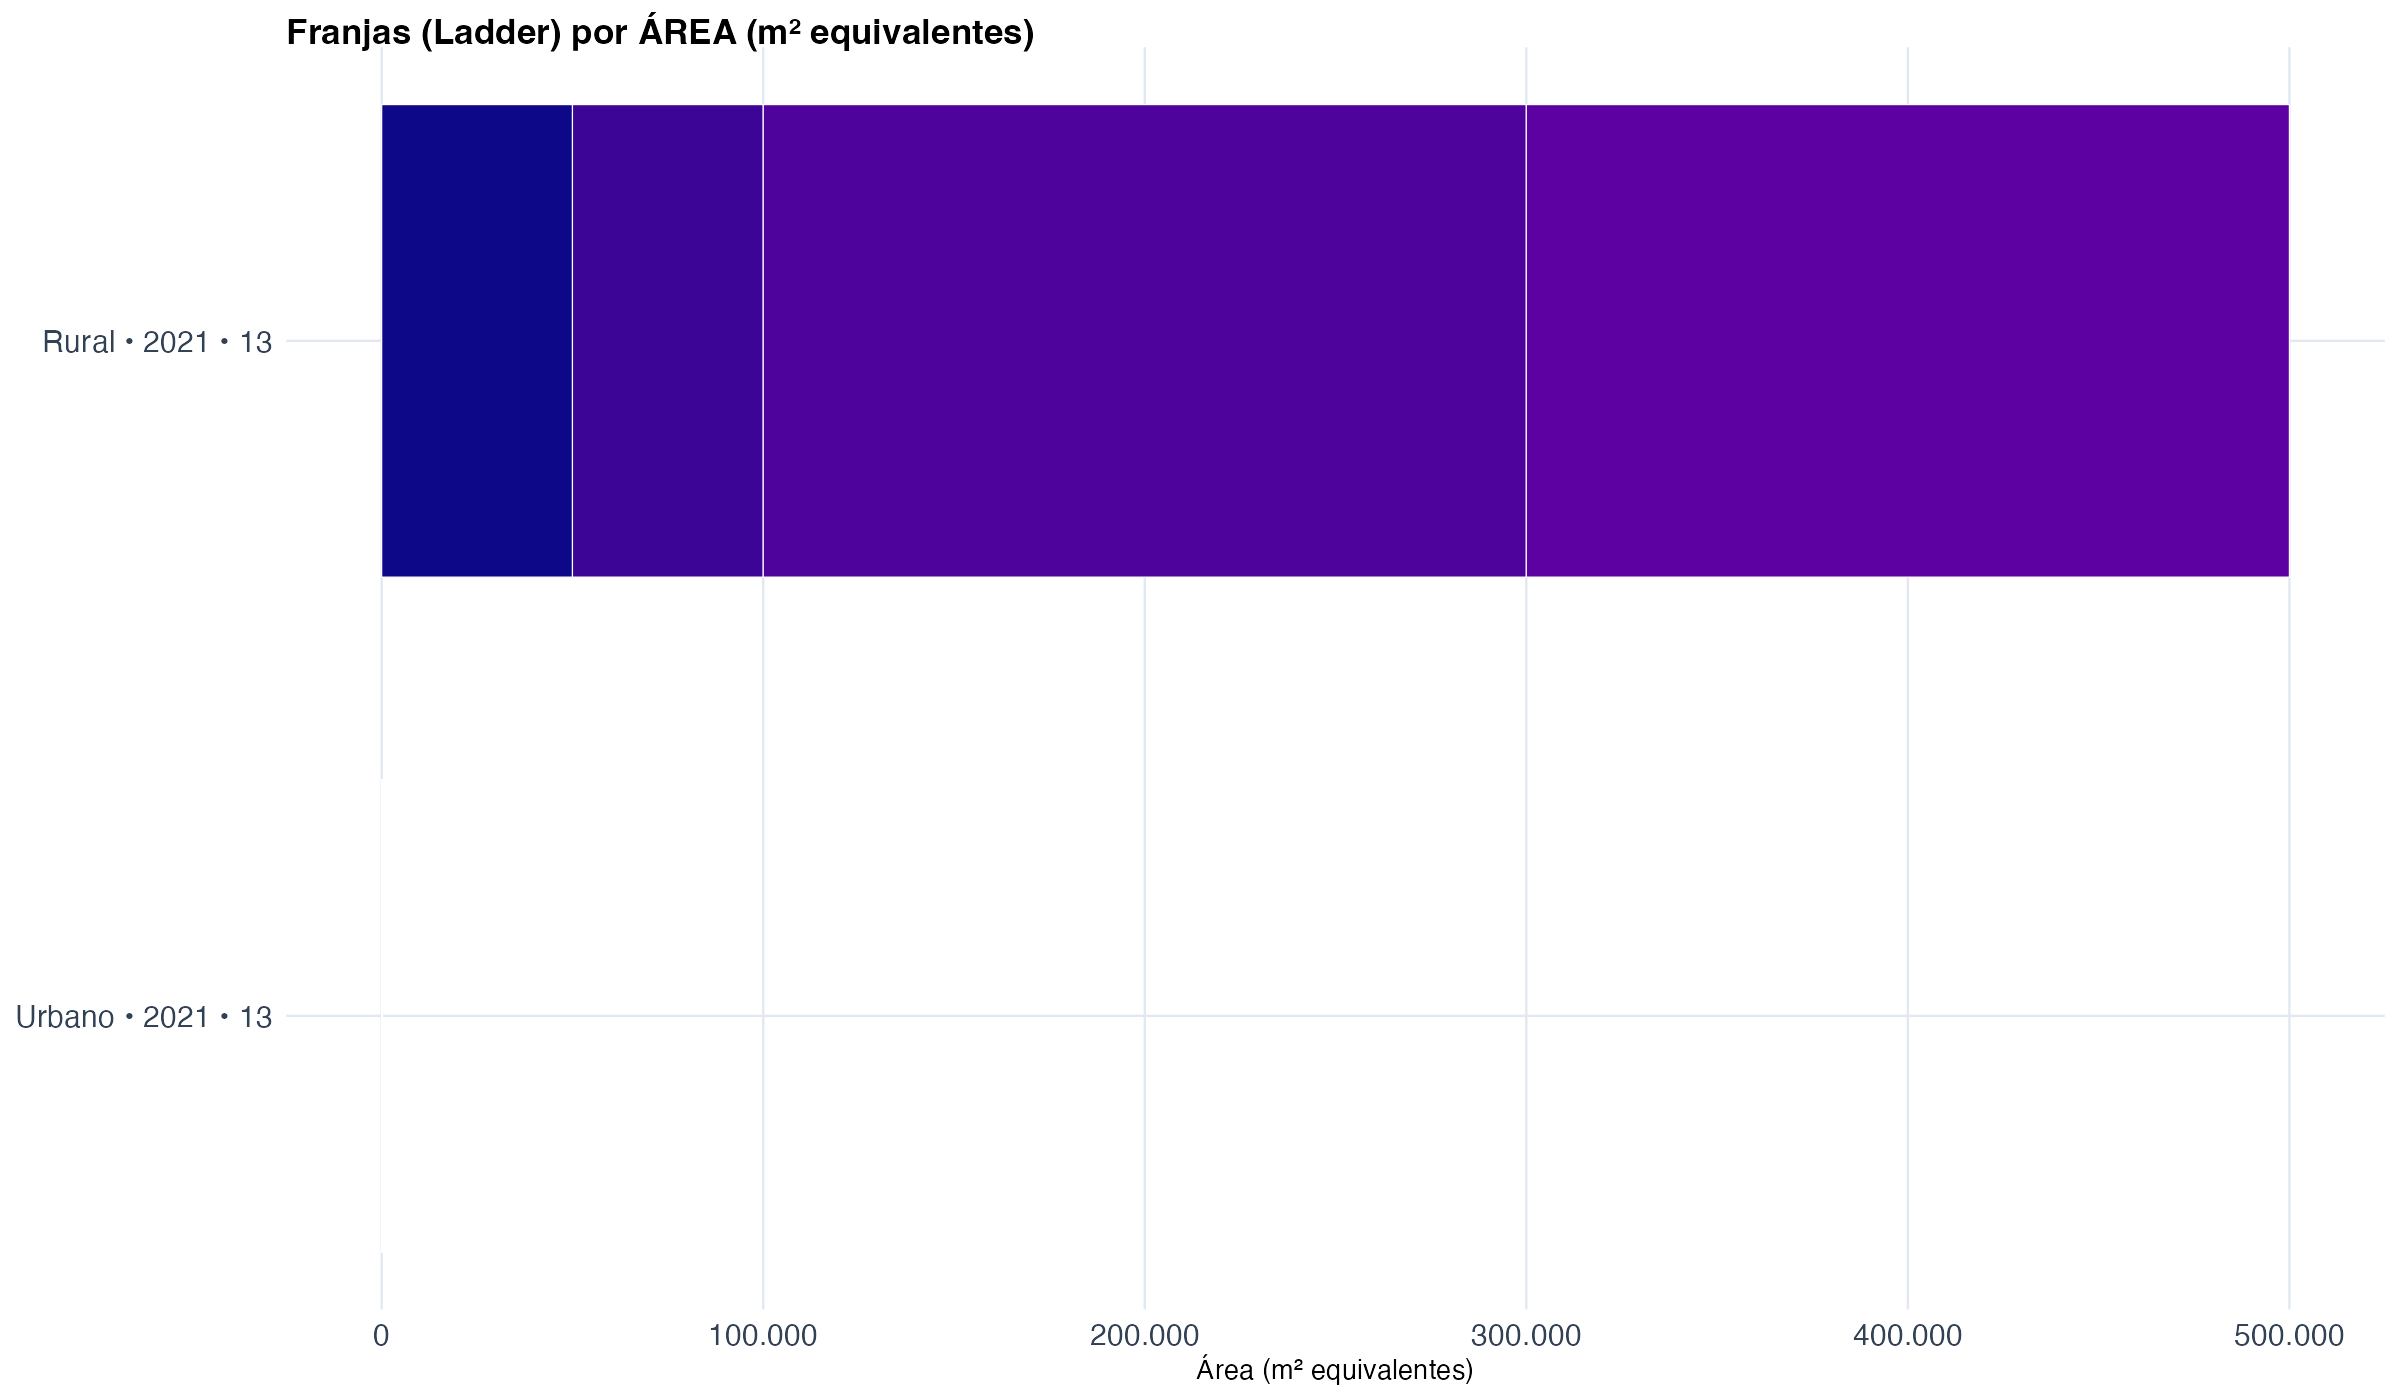 Franjas (Ladder) por ÁREA (m² equivalentes)
Rural • 2021 • 13
Urbano • 2021 • 13
0 100.000 200.000 300.000 400.000 500.000
Área (m² equivalentes)